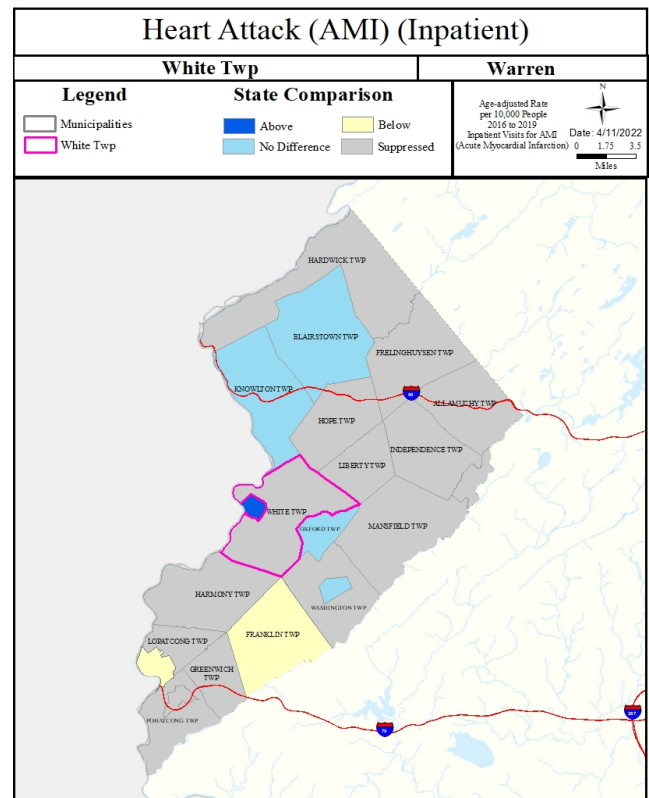 Heart Attack (AMI) (Inpatient)
White Twp
Warren
Legend
Municipalities
White Twp
State Comparison
Above
Below
No Difference
Suppressed
Age-adjusted Rate
per 10,000 People
2016 to 2019
Inpatient Visits for AMI
(Acute Myocardial Infarction)
N
Date: 4/11/2022
0 1.75 3.5
Miles
HARDWICK TWP
BLAIRSTOWN TWP
FRELINGHUYSEN TWP
KNOWLTON TWP
80
ALLAMUCHY TWP
HOPE TWP
INDEPENDENCE TWP
LIBERTY TWP
WHITE TWP
OXFORD TWP
MANSFIELD TWP
HARMONY TWP
WASHINGTON TWP
FRANKLIN TWP
LOPATCONG TWP
GREENWICH
TWP
POHATCONG TWP
78
287